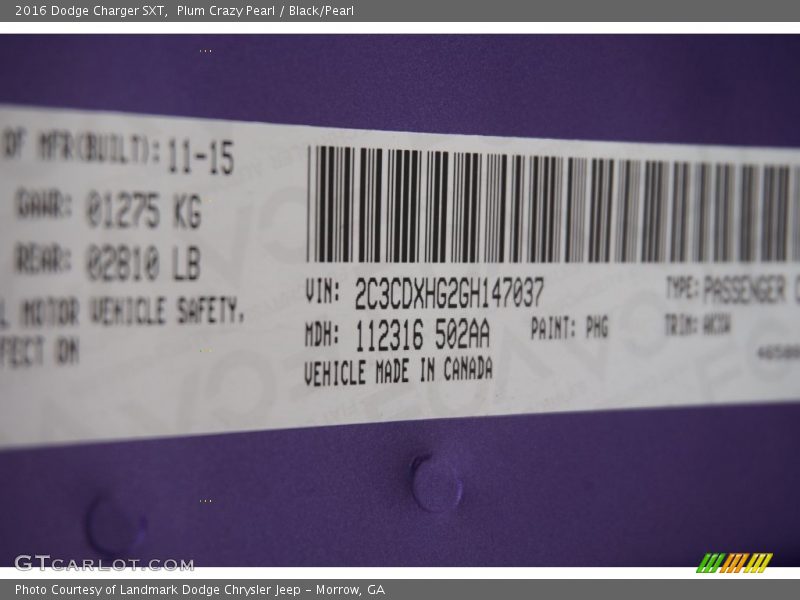 2016 Dodge Charger SXT, Plum Crazy Pearl / Black/Pearl
OF MFR(BUILT): 11-15
GAWR: 01275 KG
REAR: 02810 LB
L MOTOR VEHICLE SAFETY,
FECT ON
VIN: 2C3CDXHG2GH147037
MDH: 112316 502AA
VEHICLE MADE IN CANADA
PAINT: PHG
TYPE: PASSENGER C
TRIM:
GTCARLOT.COM
Photo Courtesy of Landmark Dodge Chrysler Jeep – Morrow, GA